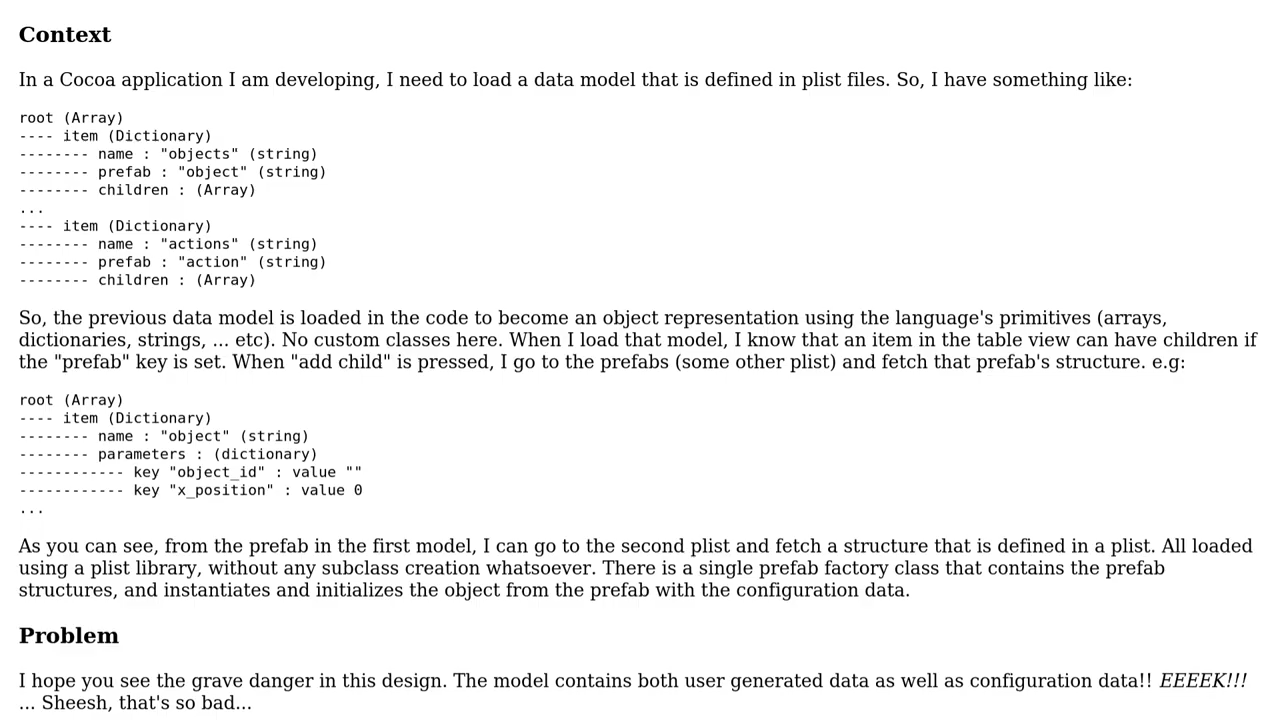 Context
In a Cocoa application I am developing, I need to load a data model that is defined in plist files. So, I have something like:
root (Array)
---- item (Dictionary)
-------- name : "objects" (string)
-------- prefab : "object" (string)
-------- children : (Array)
...
---- item (Dictionary)
-------- name : "actions" (string)
-------- prefab : "action" (string)
-------- children : (Array)
So, the previous data model is loaded in the code to become an object representation using the language's primitives (arrays,
dictionaries, strings, ... etc). No custom classes here. When I load that model, I know that an item in the table view can have children if
the "prefab" key is set. When "add child" is pressed, I go to the prefabs (some other plist) and fetch that prefab's structure. e.g:
root (Array)
---- item (Dictionary)
-------- name : "object" (string)
-------- parameters : (dictionary)
------------ key "object_id" : value ""
------------ key "x_position" : value 0
...
As you can see, from the prefab in the first model, I can go to the second plist and fetch a structure that is defined in a plist. All loaded
using a plist library, without any subclass creation whatsoever. There is a single prefab factory class that contains the prefab
structures, and instantiates and initializes the object from the prefab with the configuration data.
Problem
I hope you see the grave danger in this design. The model contains both user generated data as well as configuration data!! EEEEK!!!
... Sheesh, that's so bad...